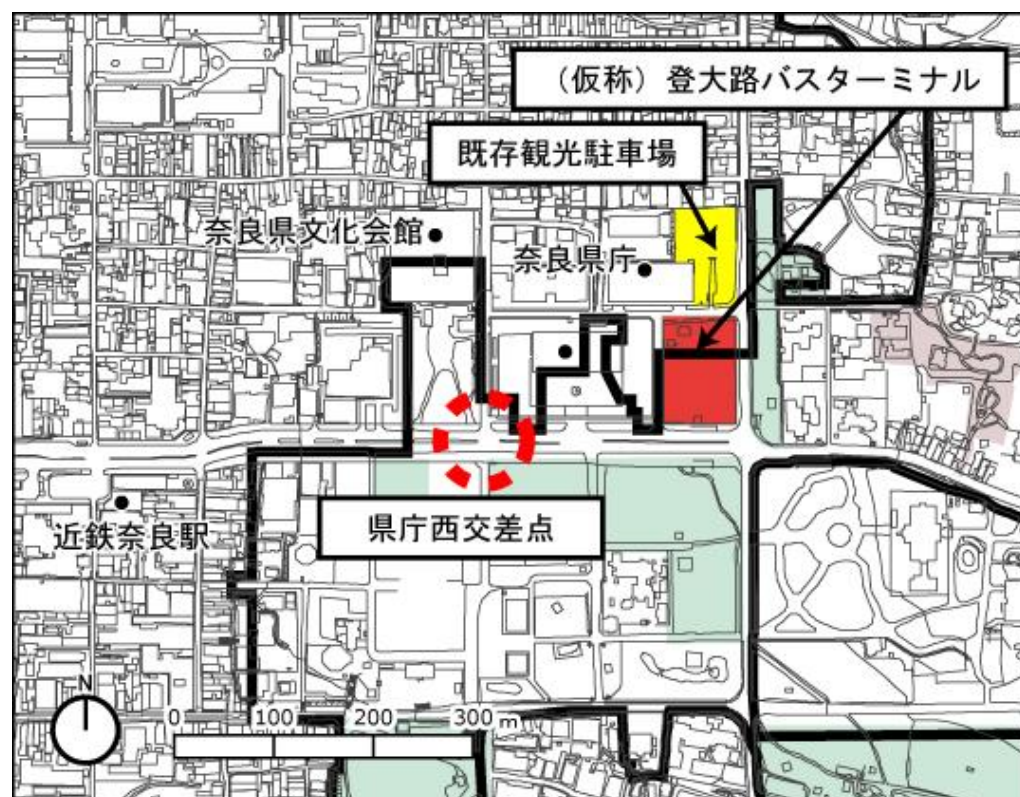 （仮称）登大路バスターミナル
既存観光駐車場
奈良県文化会館
奈良県庁
県庁西交差点
近鉄奈良駅
N
0 100 200 300 m